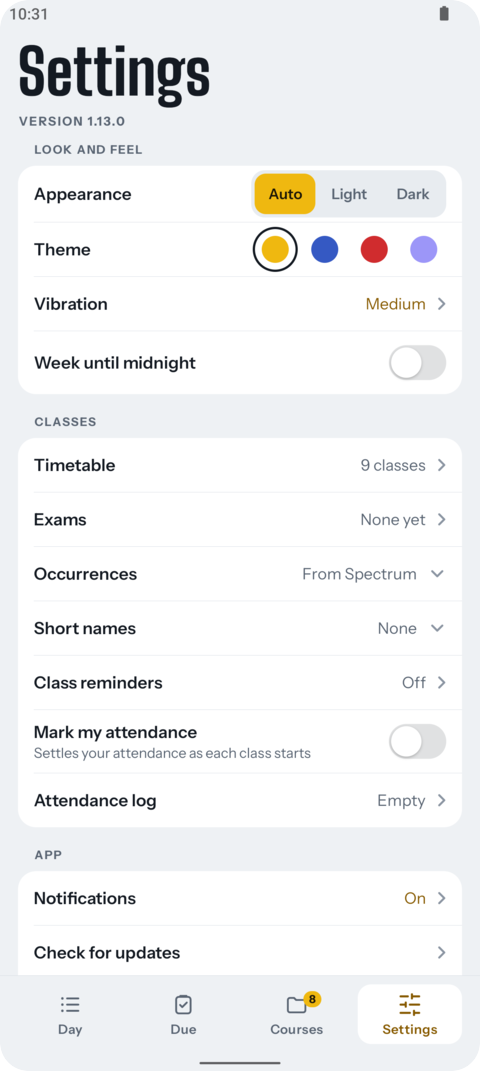 10:31
Settings
VERSION 1.13.0
LOOK AND FEEL
Appearance
Auto
Light
Dark
Theme
Vibration
Medium
Week until midnight
CLASSES
Timetable
9 classes
Exams
None yet
Occurrences
From Spectrum
Short names
None
Class reminders
Off
Mark my attendance
Settles your attendance as each class starts
Attendance log
Empty
APP
Notifications
On
Check for updates
8
Day
Due
Courses
Settings